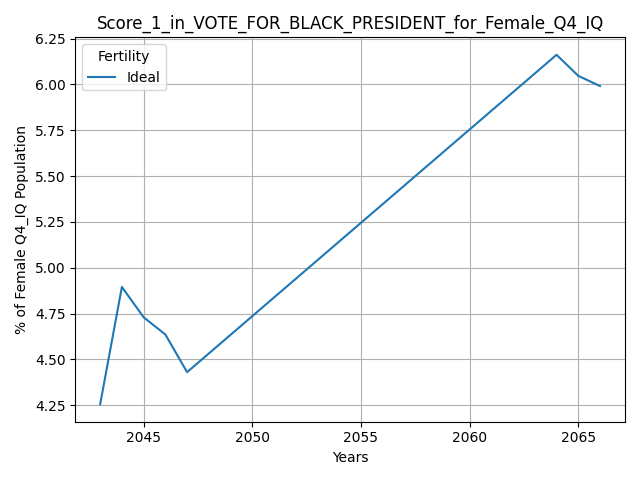 Score_1_in_VOTE_FOR_BLACK_PRESIDENT_for_Female_Q4_IQ
6.25
Fertility
Ideal
6.00
5.75
5.50
5.25
5.00
4.75
4.50
4.25
% of Female Q4_IQ Population
2045 2050 2055 2060 2065
Years